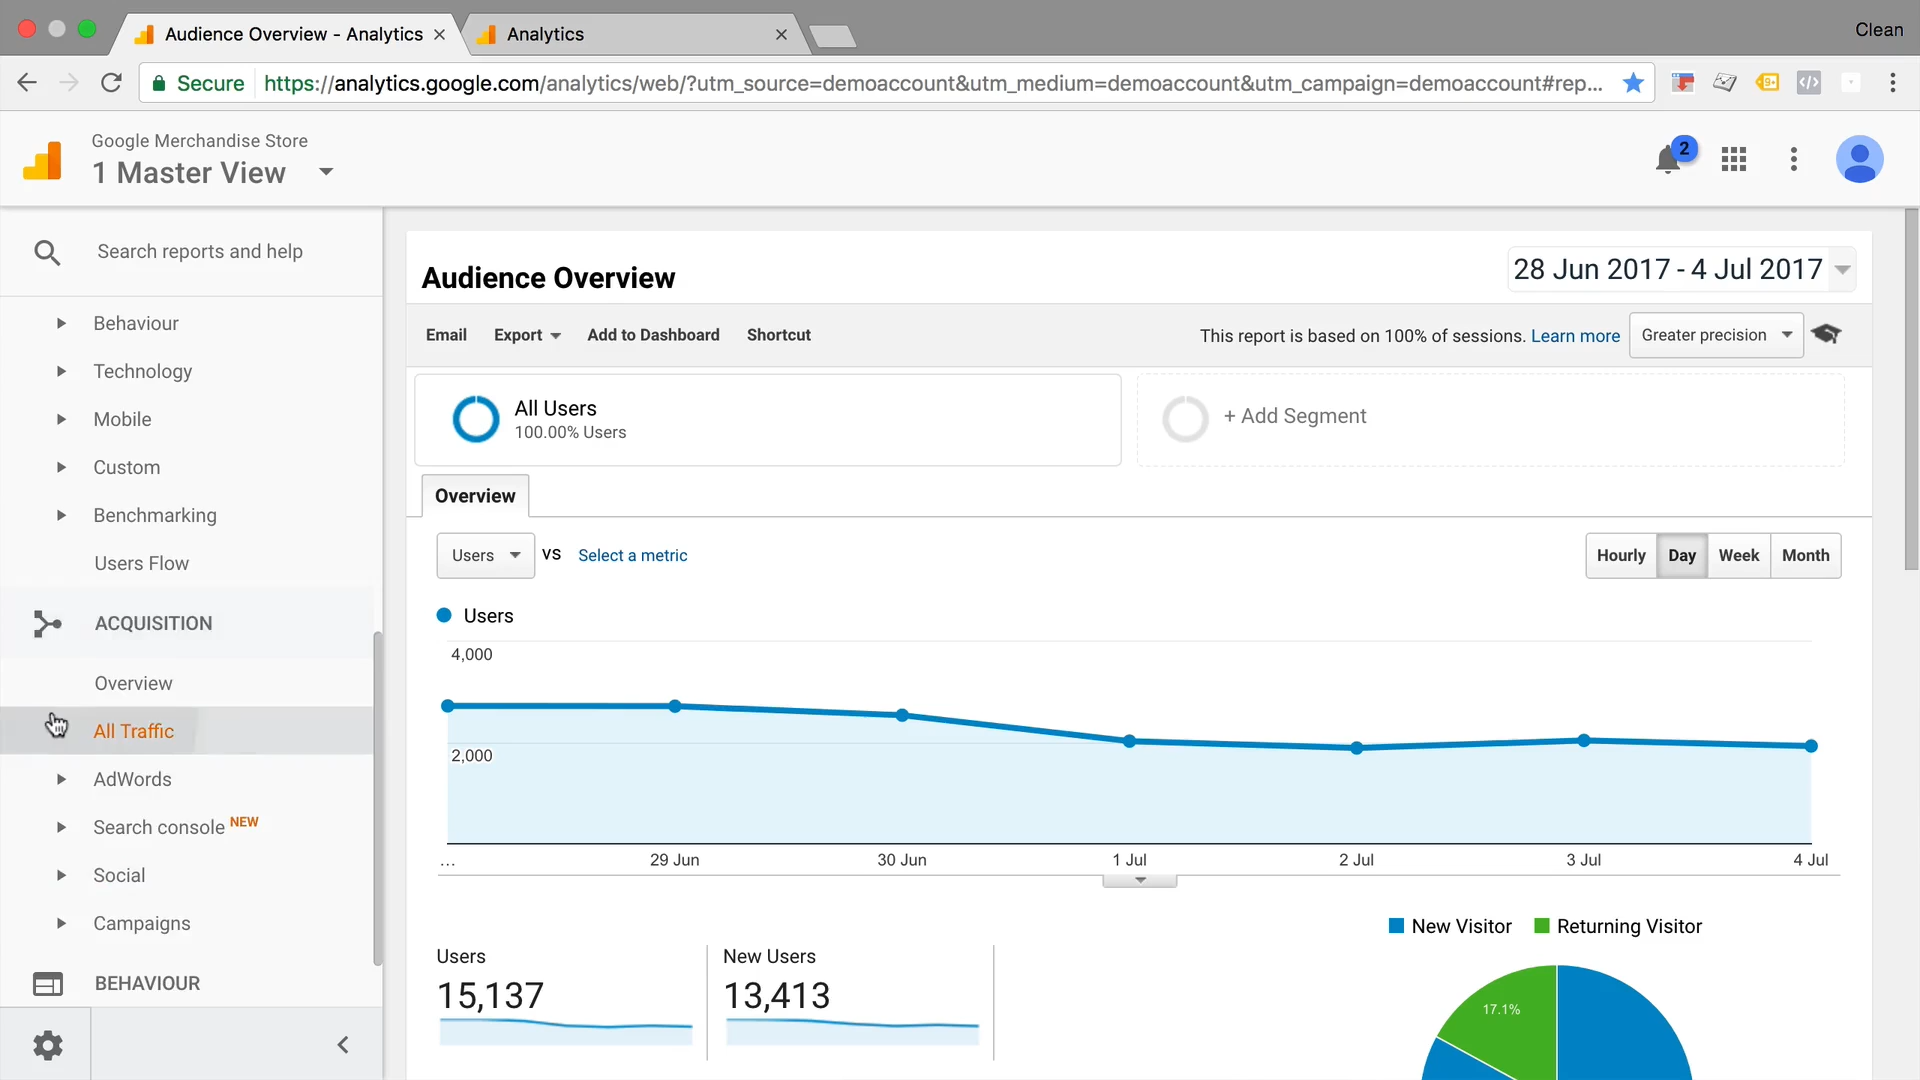 Audience Overview - Analytics
Analytics
Clean
Secure
https://analytics.google.com/analytics/web/?utm_source=demoaccount&utm_medium=demoaccount&utm_campaign=demoaccount#rep...
Google Merchandise Store
1 Master View
2
Search reports and help
Behaviour
Technology
Mobile
Custom
Benchmarking
Users Flow
ACQUISITION
Overview
All Traffic
AdWords
Search console NEW
Social
Campaigns
BEHAVIOUR
Audience Overview
28 Jun 2017 - 4 Jul 2017
Email Export Add to Dashboard Shortcut
This report is based on 100% of sessions. Learn more
Greater precision
All Users
100.00% Users
+ Add Segment
Overview
Users VS Select a metric
Hourly Day Week Month
Users
4,000
2,000
... 29 Jun 30 Jun 1 Jul 2 Jul 3 Jul 4 Jul
New Visitor Returning Visitor
Users
15,137
New Users
13,413
17.1%